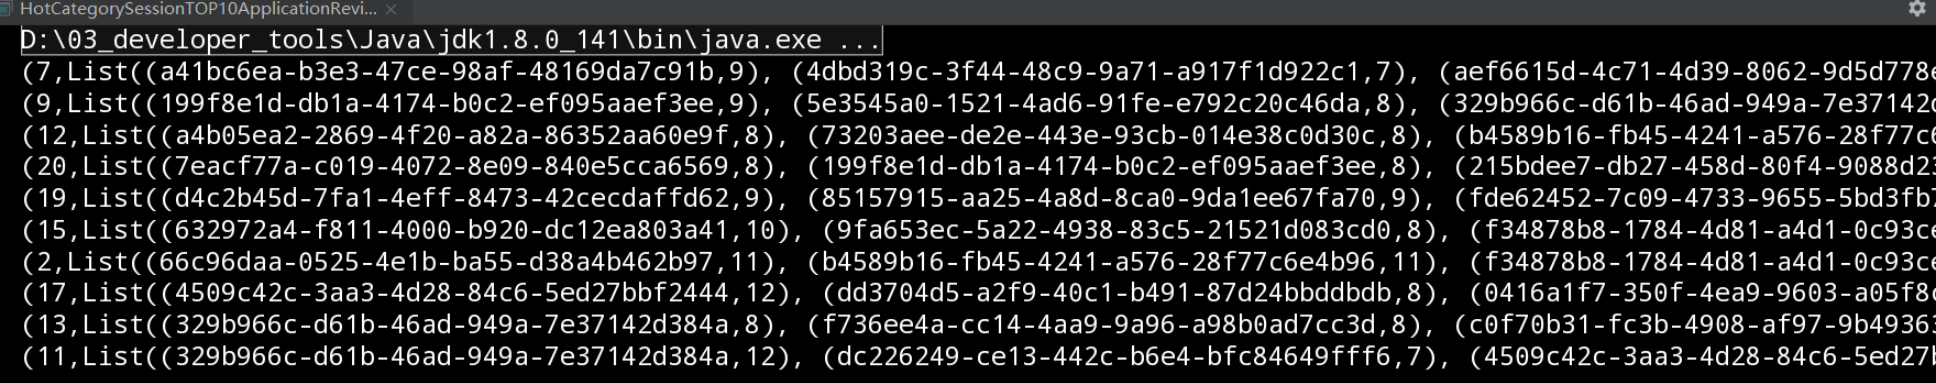 HotCategorySessionTOP10ApplicationRevi...
D:\03_developer_tools\Java\jdk1.8.0_141\bin\java.exe ...
(7,List((a41bc6ea-b3e3-47ce-98af-48169da7c91b,9), (4dbd319c-3f44-48c9-9a71-a917f1d922c1,7), (aef6615d-4c71-4d39-8062-9d5d778e
(9,List((199f8e1d-db1a-4174-b0c2-ef095aaef3ee,9), (5e3545a0-1521-4ad6-91fe-e792c20c46da,8), (329b966c-d61b-46ad-949a-7e37142d
(12,List((a4b05ea2-2869-4f20-a82a-86352aa60e9f,8), (73203aee-de2e-443e-93cb-014e38c0d30c,8), (b4589b16-fb45-4241-a576-28f77c6
(20,List((7eacf77a-c019-4072-8e09-840e5cca6569,8), (199f8e1d-db1a-4174-b0c2-ef095aaef3ee,8), (215bdee7-db27-458d-80f4-9088d23
(19,List((d4c2b45d-7fa1-4eff-8473-42cecdaffd62,9), (85157915-aa25-4a8d-8ca0-9da1ee67fa70,9), (fde62452-7c09-4733-9655-5bd3fb7
(15,List((632972a4-f811-4000-b920-dc12ea803a41,10), (9fa653ec-5a22-4938-83c5-21521d083cd0,8), (f34878b8-1784-4d81-a4d1-0c93ce
(2,List((66c96daa-0525-4e1b-ba55-d38a4b462b97,11), (b4589b16-fb45-4241-a576-28f77c6e4b96,11), (f34878b8-1784-4d81-a4d1-0c93ce
(17,List((4509c42c-3aa3-4d28-84c6-5ed27bbf2444,12), (dd3704d5-a2f9-40c1-b491-87d24bbddbdb,8), (0416a1f7-350f-4ea9-9603-a05f8c
(13,List((329b966c-d61b-46ad-949a-7e37142d384a,8), (f736ee4a-cc14-4aa9-9a96-a98b0ad7cc3d,8), (c0f70b31-fc3b-4908-af97-9b49363
(11,List((329b966c-d61b-46ad-949a-7e37142d384a,12), (dc226249-ce13-442c-b6e4-bfc84649fff6,7), (4509c42c-3aa3-4d28-84c6-5ed27b